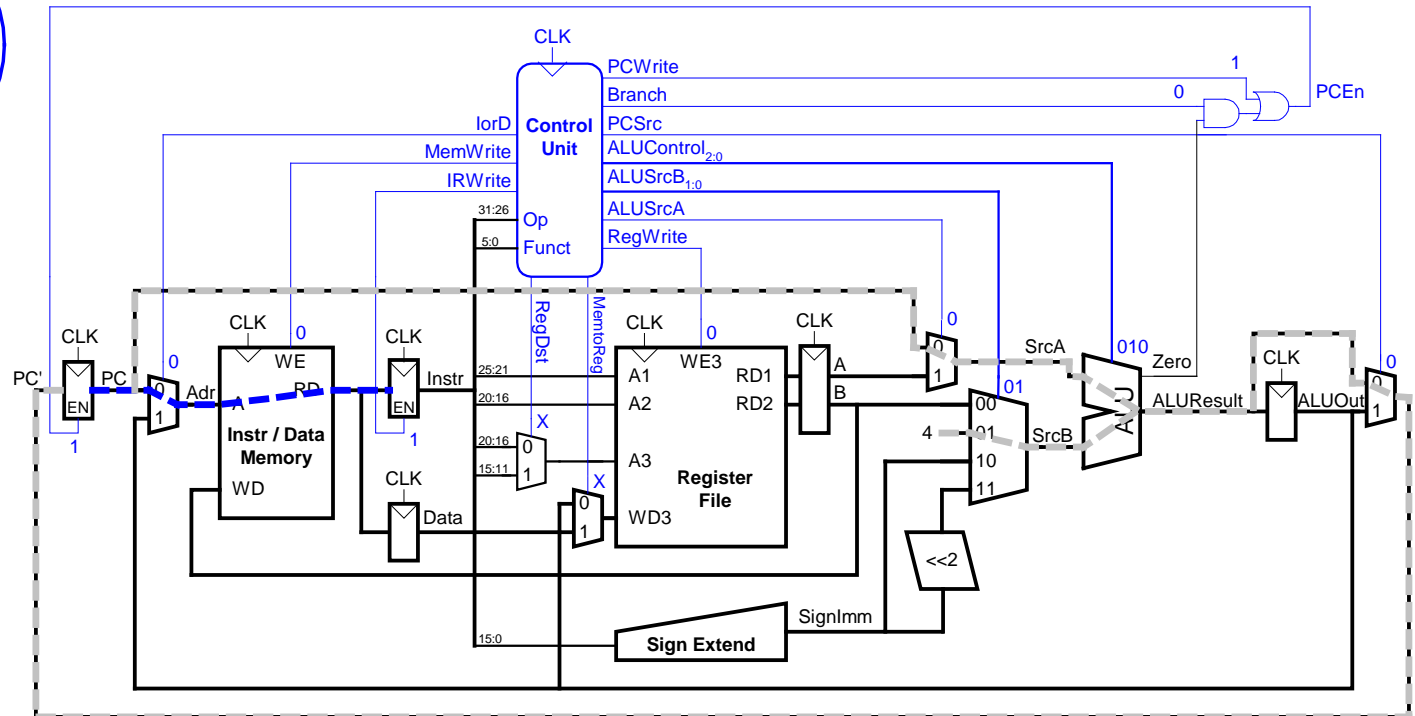 CLK
PCWrite
1
Branch
0
PCEn
IorD
Control
Unit
PCSrc
MemWrite
ALUControl2:0
IRWrite
ALUSrcB1:0
31:26
Op
ALUSrcA
5:0
Funct
RegWrite
RegDst
MemtoReg
CLK
0
CLK
0
CLK
1
CLK
0
CLK
0
010
Zero
CLK
0
PC'
EN
PC
0
1
Adr
WE
A
RD
Instr / Data
Memory
WD
EN
1
Instr
25:21
20:16
20:16
15:11
X
0
1
X
0
1
A1
A2
A3
WD3
WE3
RD1
RD2
Register
File
A
B
0
1
SrcA
01
00
01
10
11
4
SrcB
ALU
ALUResult
ALUOut
0
1
CLK
Data
<<2
SignImm
15:0
Sign Extend